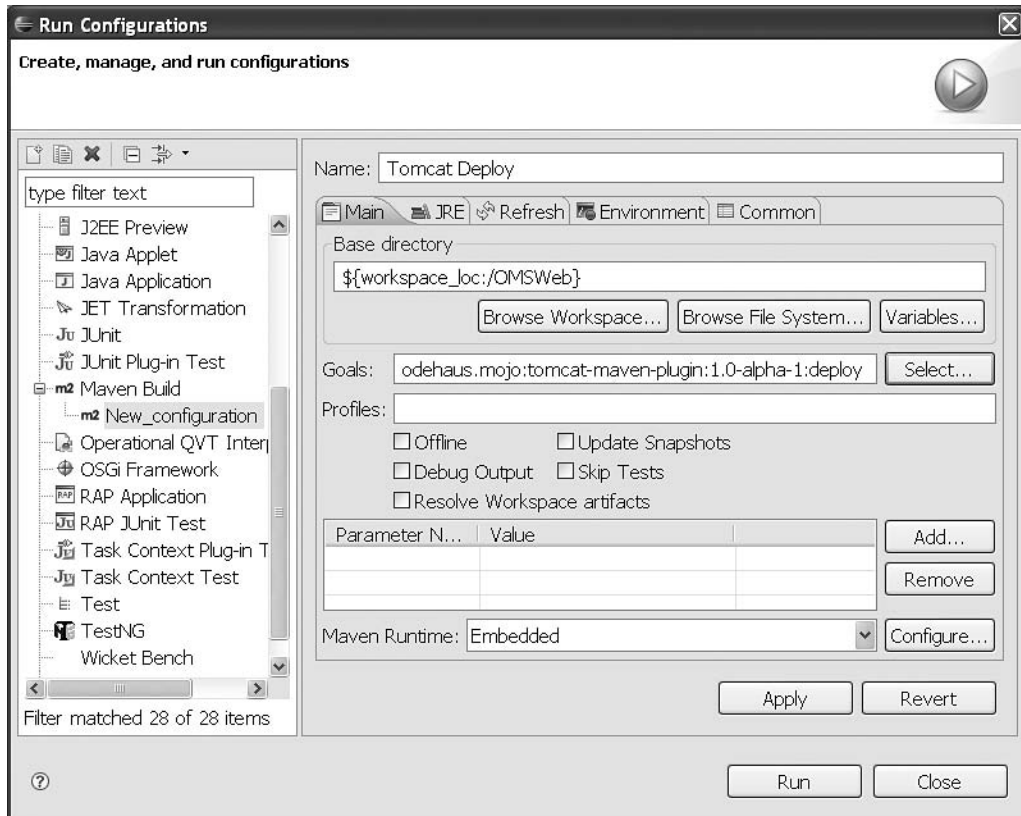 Run Configurations
Create, manage, and run configurations
type filter text
J2EE Preview
Java Applet
Java Application
JET Transformation
Ju JUnit
Jü JUnit Plug-in Test
m2 Maven Build
m2 New_configuration
Operational QVT Interp
OSGi Framework
RAP Application
RAP JUnit Test
Task Context Plug-in T
Task Context Test
Test
TestNG
Wicket Bench
Filter matched 28 of 28 items
Name: Tomcat Deploy
Main JRE Refresh Environment Common
Base directory
${workspace_loc:/OMSWeb}
Browse Workspace... Browse File System... Variables...
Goals: odehaus.mojo:tomcat-maven-plugin:1.0-alpha-1:deploy Select...
Profiles:
Offline Update Snapshots
Debug Output Skip Tests
Resolve Workspace artifacts
Parameter N... Value
Add...
Remove
Maven Runtime: Embedded Configure...
Apply Revert
? Run Close